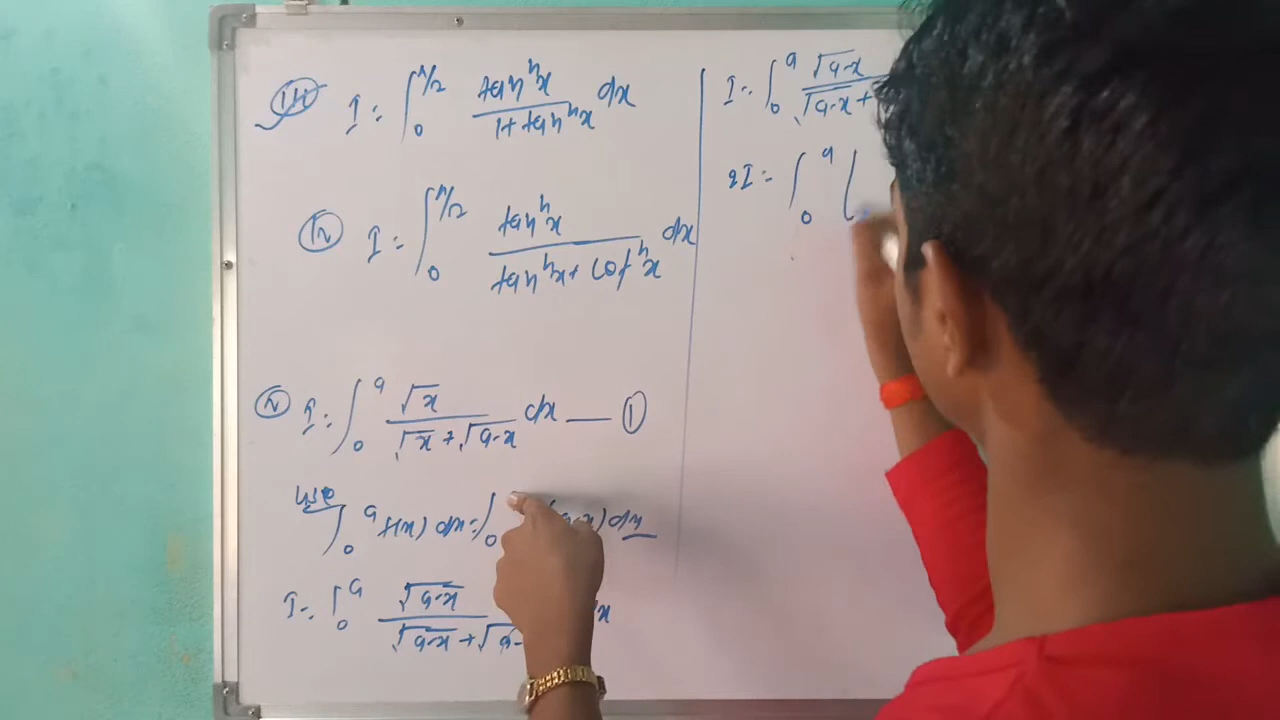 (iii) I = ∫₀^π/2 tanⁿx / (1 + tanⁿx) dx
(iv) I = ∫₀^π/2 tanⁿx / (tanⁿx + cotⁿx) dx
(v) I = ∫₀^a √x / (√x + √a-x) dx — ①
∫₀^a f(x) dx = ∫₀ (a-x) dx
I = ∫₀^a √a-x / (√a-x + √a- x
I = ∫₀^a √a-x / (√a-x +
2I = ∫₀^a (